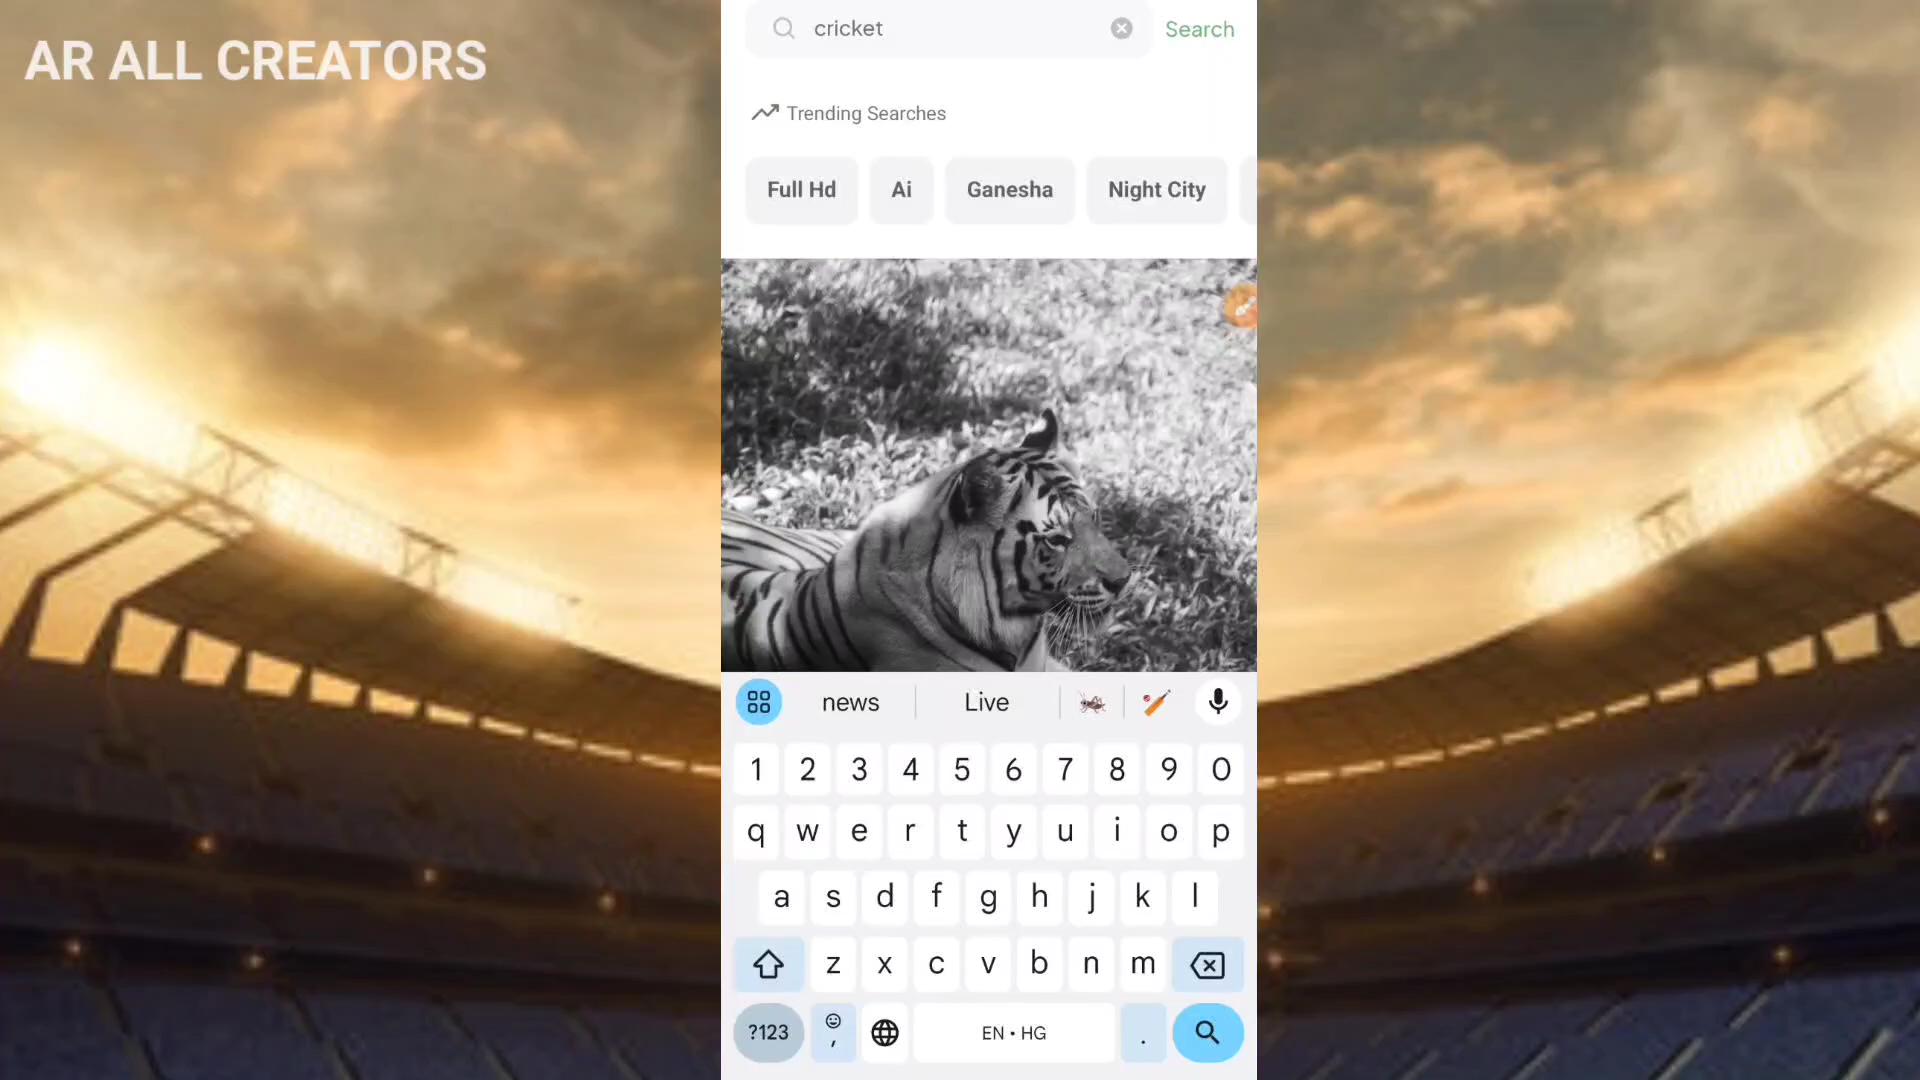 AR ALL CREATORS
cricket
Search
Trending Searches
Full Hd Ai Ganesha Night City
news Live
1 2 3 4 5 6 7 8 9 0
q w e r t y u i o p
a s d f g h j k l
z x c v b n m
?123 , EN • HG .